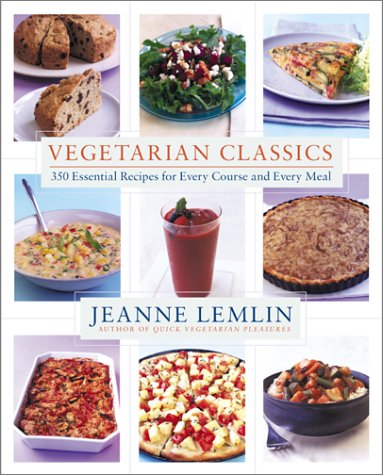 VEGETARIAN CLASSICS
350 Essential Recipes for Every Course and Every Meal
JEANNE LEMLIN
AUTHOR OF QUICK VEGETARIAN PLEASURES